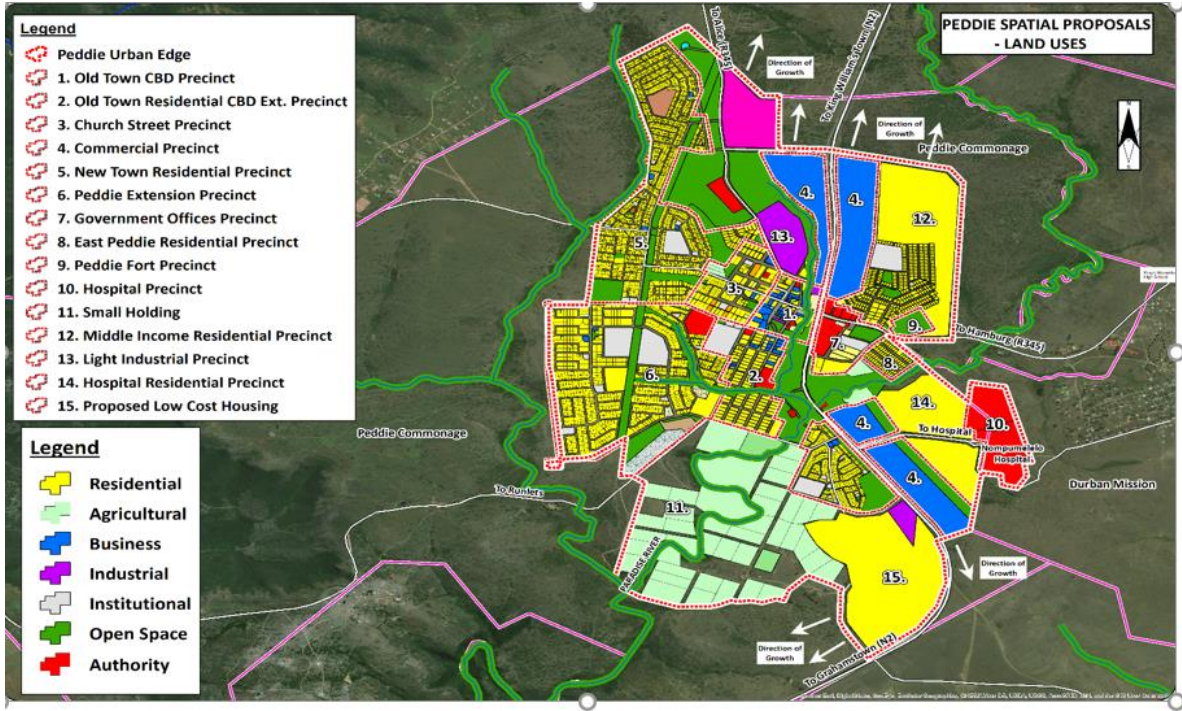 Legend
Peddie Urban Edge
1. Old Town CBD Precinct
2. Old Town Residential CBD Ext. Precinct
3. Church Street Precinct
4. Commercial Precinct
5. New Town Residential Precinct
6. Peddie Extension Precinct
7. Government Offices Precinct
8. East Peddie Residential Precinct
9. Peddie Fort Precinct
10. Hospital Precinct
11. Small Holding
12. Middle Income Residential Precinct
13. Light Industrial Precinct
14. Hospital Residential Precinct
15. Proposed Low Cost Housing
Legend
Residential
Agricultural
Business
Industrial
Institutional
Open Space
Authority
PEDDIE SPATIAL PROPOSALS
- LAND USES
To Alice (R345)
To King William's Town (N2)
Direction of
Growth
Direction of
Growth
Peddie Commonage
N
4.
4.
12.
13.
5.
3.
1.
9.
To Hamburg (R345)
7.
8.
2.
6.
14.
4.
To Hospital
10.
Nompumelelo
Hospital
Peddie Commonage
4.
Durban Mission
To Runlets
11.
PARADISE RIVER
15.
Direction of
Growth
Direction of
Growth
To Grahamstown (N2)